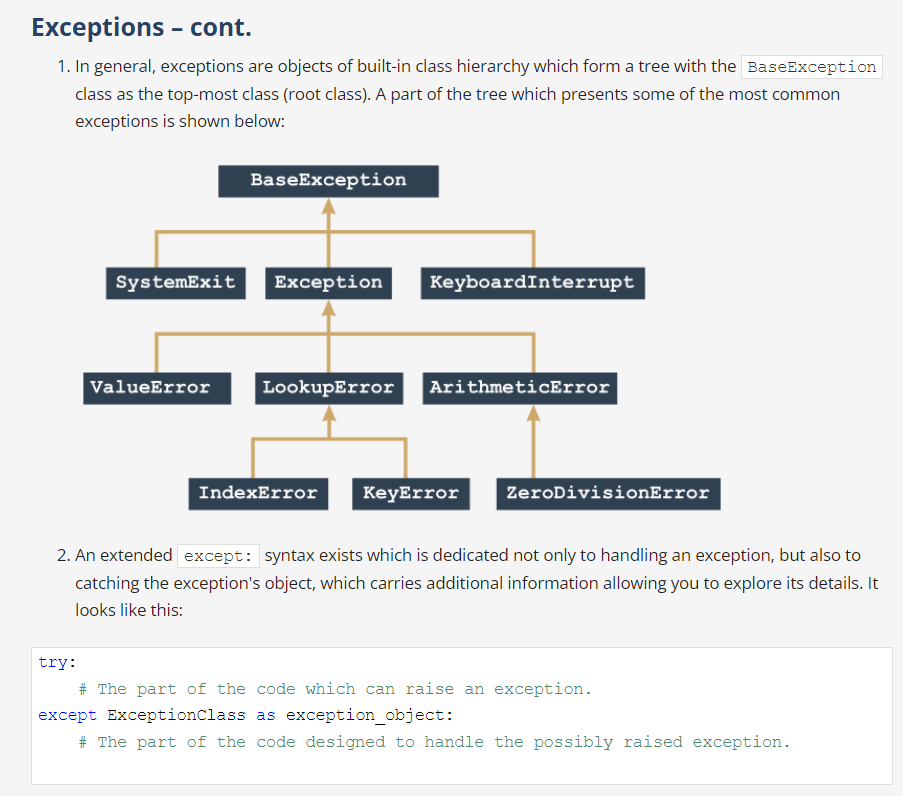 Exceptions – cont.
1. In general, exceptions are objects of built-in class hierarchy which form a tree with the BaseException
class as the top-most class (root class). A part of the tree which presents some of the most common
exceptions is shown below:
BaseException
SystemExit Exception KeyboardInterrupt
ValueError LookupError ArithmeticError
IndexError KeyError ZeroDivisionError
2. An extended except: syntax exists which is dedicated not only to handling an exception, but also to
catching the exception's object, which carries additional information allowing you to explore its details. It
looks like this:
try:
    # The part of the code which can raise an exception.
except ExceptionClass as exception_object:
    # The part of the code designed to handle the possibly raised exception.